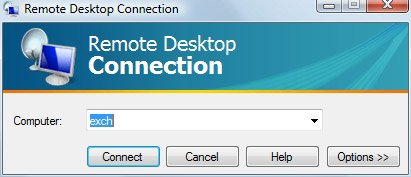 Remote Desktop Connection
Remote Desktop
Connection
Computer: exch
Connect Cancel Help Options >>